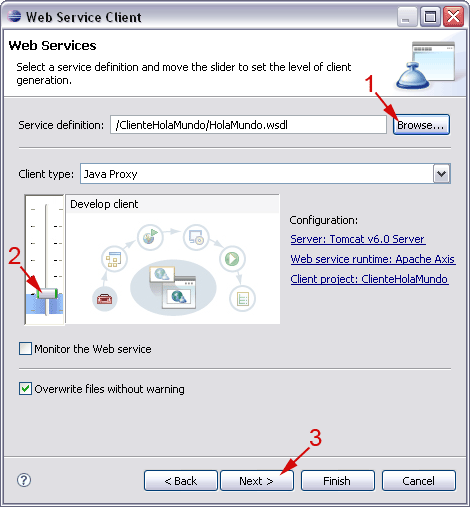 Web Service Client
Web Services
Select a service definition and move the slider to set the level of client
generation.
1
Service definition: /ClienteHolaMundo/HolaMundo.wsdl Browse...
Client type: Java Proxy
Develop client
Configuration:
Server: Tomcat v6.0 Server
2
Web service runtime: Apache Axis
Client project: ClienteHolaMundo
Monitor the Web service
Overwrite files without warning
3
? < Back Next > Finish Cancel